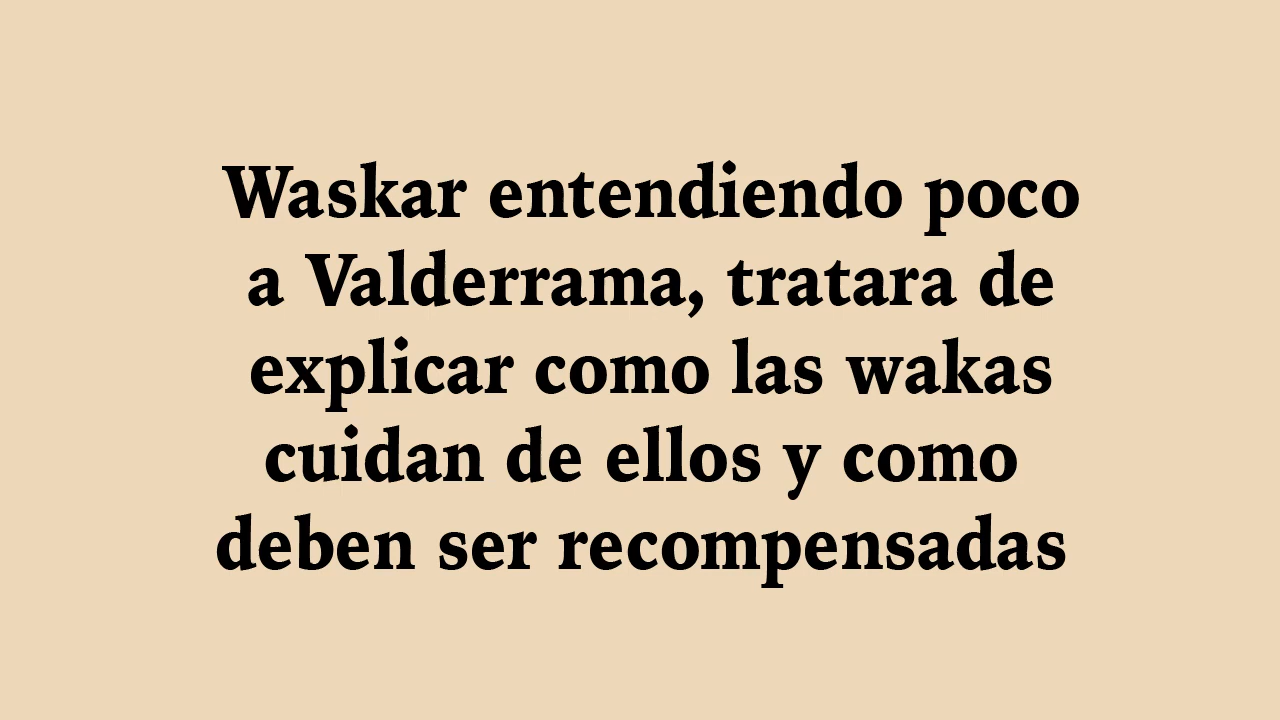 Waskar entendiendo poco
a Valderrama, tratara de
explicar como las wakas
cuidan de ellos y como
deben ser recompensadas